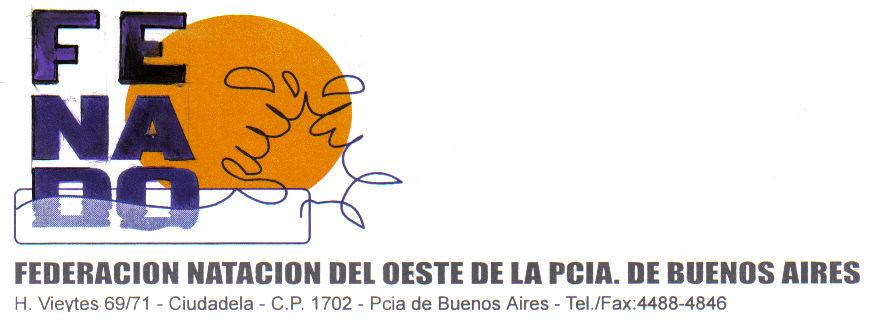 FE
NA
DO
FEDERACION NATACION DEL OESTE DE LA PCIA. DE BUENOS AIRES
H. Vieytes 69/71 - Ciudadela - C.P. 1702 - Pcia de Buenos Aires - Tel./Fax:4488-4846